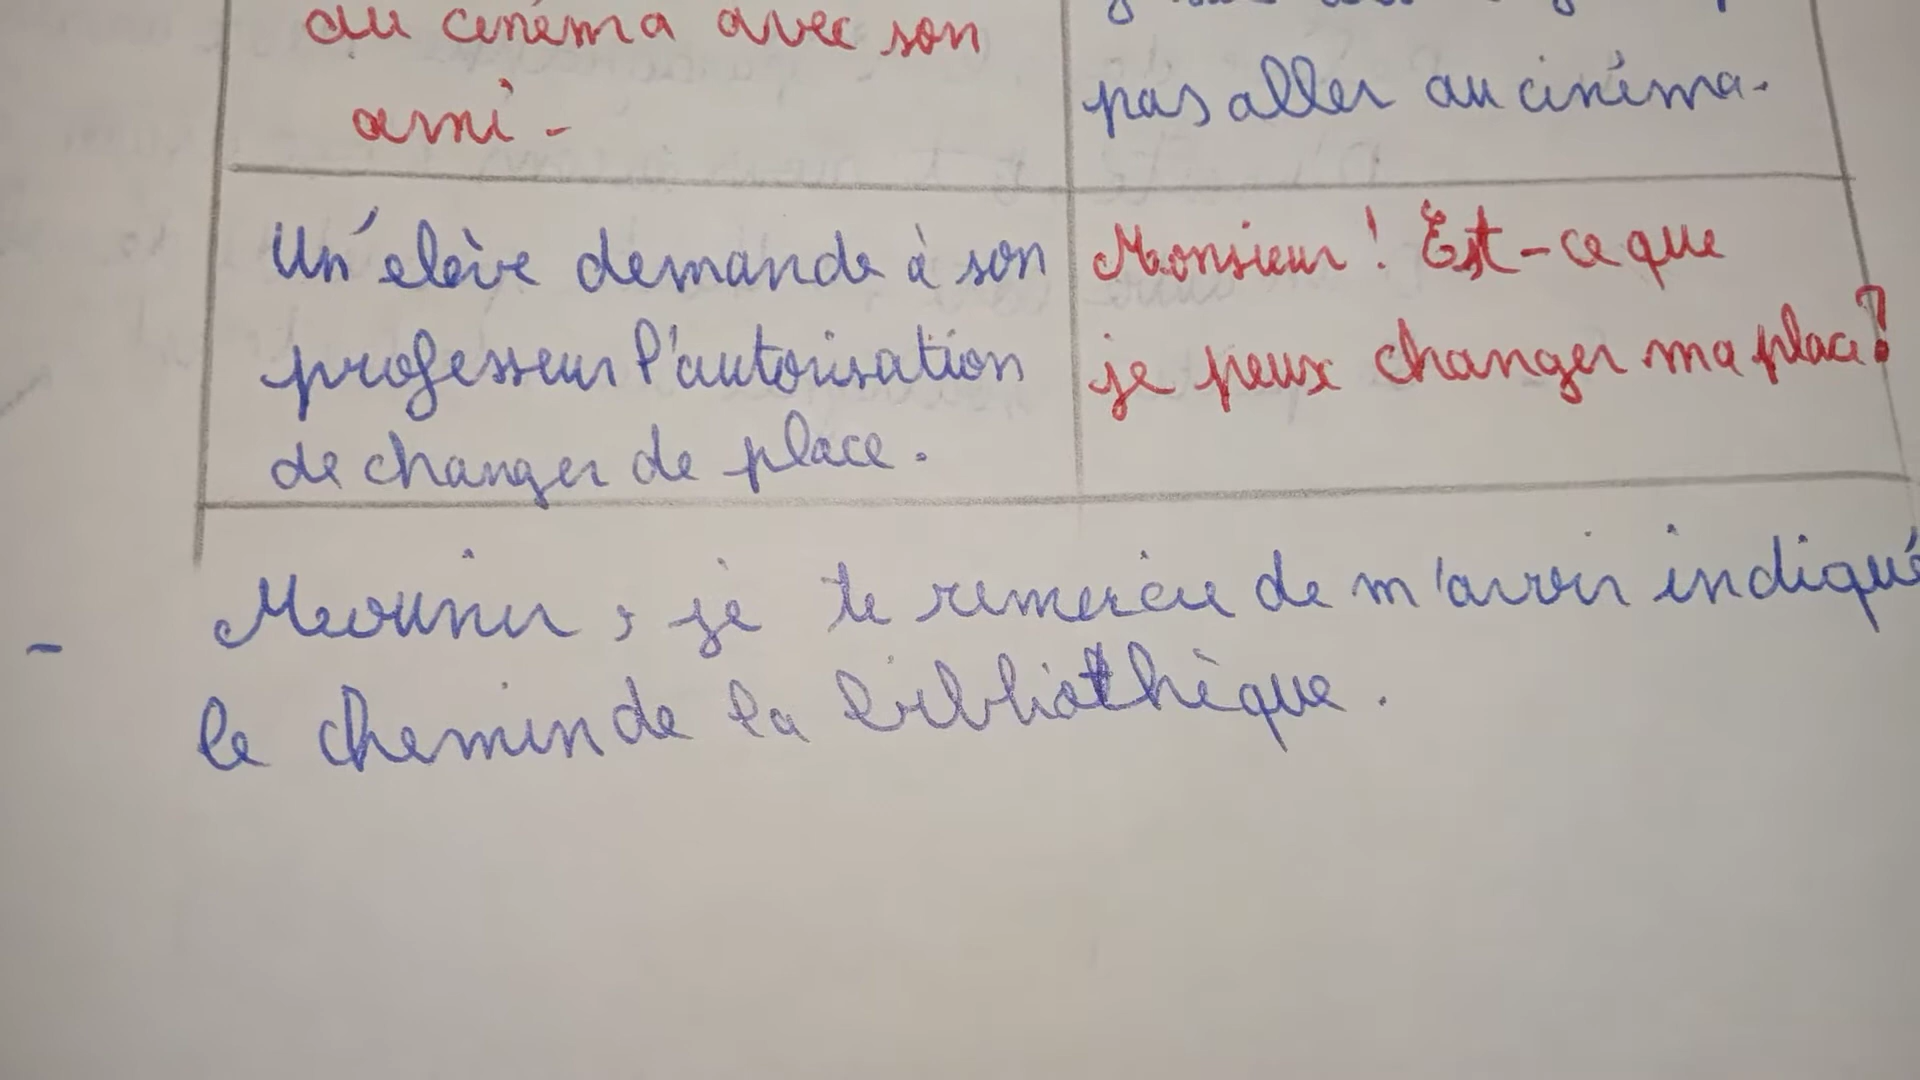 au cinéma avec son
ami -
pas aller au cinéma.
Un élève demande à son
professeur l'autorisation
de changer de place.
Monsieur ! Est-ce que
je peux changer ma place?
- Mounir, je te remercie de m'avoir indiqué
le chemin de la bibliothèque.